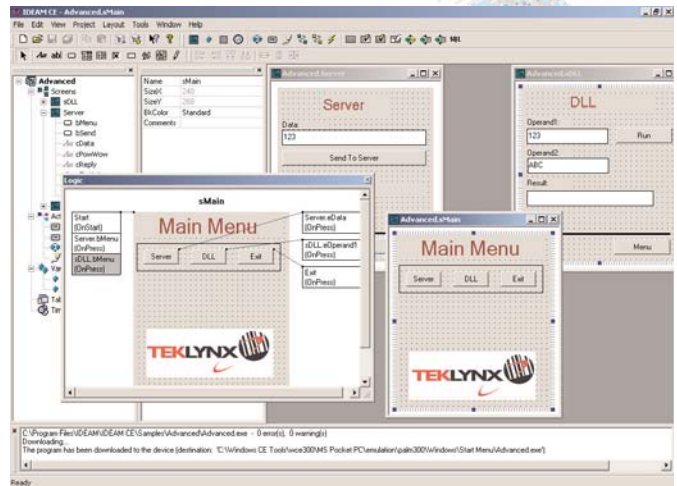 IDEAM CE - Advanced.sMain
File Edit View Project Layout Tools Window Help
Advanced
Screens
sDLL
Server
bMenu
bSend
cData
cPowWow
cReply
Name sMain
SizeX 240
SizeY 268
BkColor Standard
Comments
Advanced.Server
Server
Data:
123
Send To Server
Advanced.sDLL
DLL
Operand1:
123
Run
Operand2:
ABC
Result:
Menu
Logic
sMain
Start
(OnStart)
Server.bMenu
(OnPress)
sDLL.bMenu
(OnPress)
Main Menu
Server DLL Exit
TEKLYNX
Server.eData
(OnPress)
sDLL.eOperand1
(OnPress)
Exit
(OnPress)
Advanced.sMain
Main Menu
Server DLL Exit
TEKLYNX
C:\Program Files\IDEAM\IDEAM CE\Samples\Advanced\Advanced.exe - 0 error(s), 0 warning(s)
Downloading...
The program has been downloaded to the device (destination: 'C:\Windows CE Tools\wce300\MS Pocket PC\emulation\palm300\Windows\Start Menu\Advanced.exe')
Ready